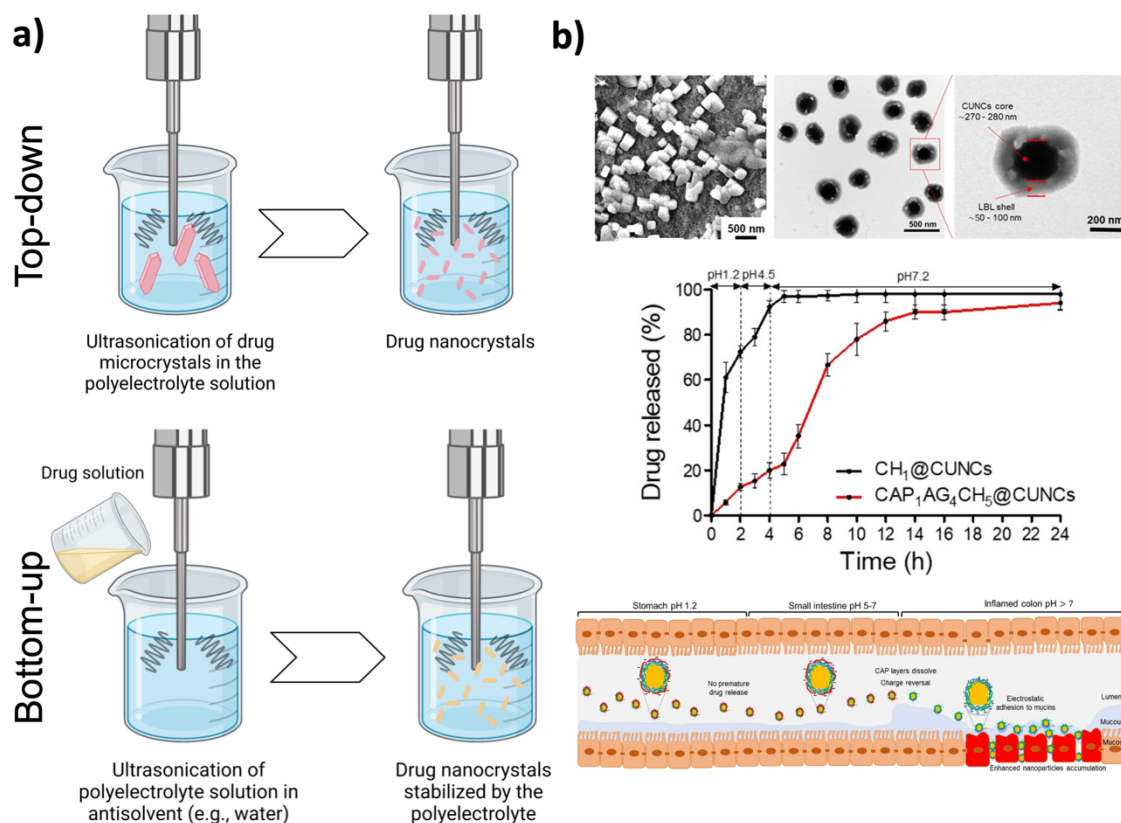 a)
Top-down
Ultrasonication of drug
microcrystals in the
polyelectrolyte solution
Drug nanocrystals
Bottom-up
Drug solution
Ultrasonication of
polyelectrolyte solution in
antisolvent (e.g., water)
Drug nanocrystals
stabilized by the
polyelectrolyte
b)
500 nm
500 nm
CUNCs core
~270 - 280 nm
LBL shell
~50 - 100 nm
200 nm
pH1.2
pH4.5
pH7.2
Drug released (%)
100
80
60
40
20
0
CH₁@CUNCs
CAP₁AG₄CH₅@CUNCs
0 2 4 6 8 10 12 14 16 18 20 22 24
Time (h)
Stomach pH 1.2
Small intestine pH 5-7
Inflamed colon pH > 7
No premature
drug release
CAP layers dissolve
Charge reversal
Electrostatic
adhesion to mucins
Lumen
Mucou
Mucos
Enhanced nanoparticles accumulation